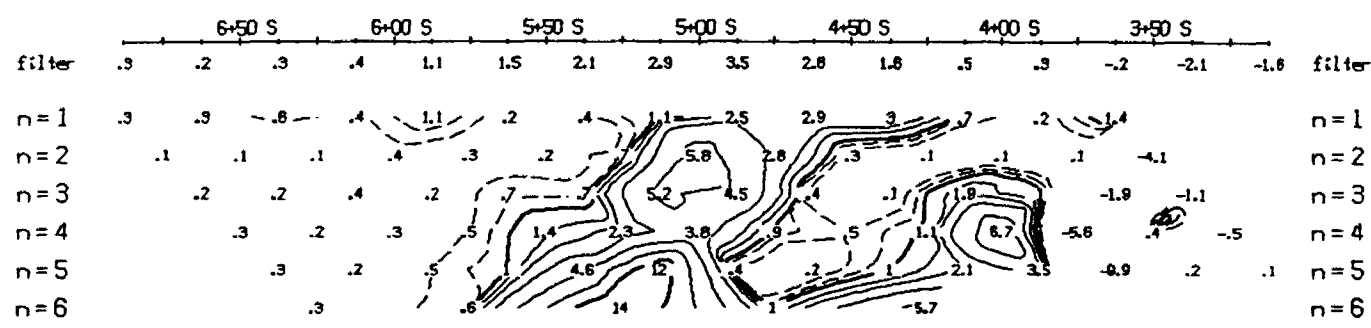 6+50 S 6+00 S 5+50 S 5+00 S 4+50 S 4+00 S 3+50 S
filter .3 .2 .3 .4 1.1 1.5 2.1 2.9 3.5 2.6 1.6 .5 .3 -.2 -2.1 -1.6 filter
n=1 .3 .3 .6 .4 1.1 .2 .4 1.1 2.5 2.9 3 .7 .2 1.4 n=1
n=2 .1 .1 .1 .4 .3 .2 5.8 2.8 .3 .1 .1 .1 -4.1 n=2
n=3 .2 .2 .4 .2 .7 .7 5.2 4.5 .4 .1 1.9 -1.9 -1.1 n=3
n=4 .3 .2 .3 .5 1.4 2.3 3.8 .9 .5 1.1 6.7 -5.6 .4 -.5 n=4
n=5 .3 .2 .5 4.6 12 .4 .2 1 2.1 3.5 -9.9 .2 .1 n=5
n=6 .3 .6 14 1 5.7 n=6